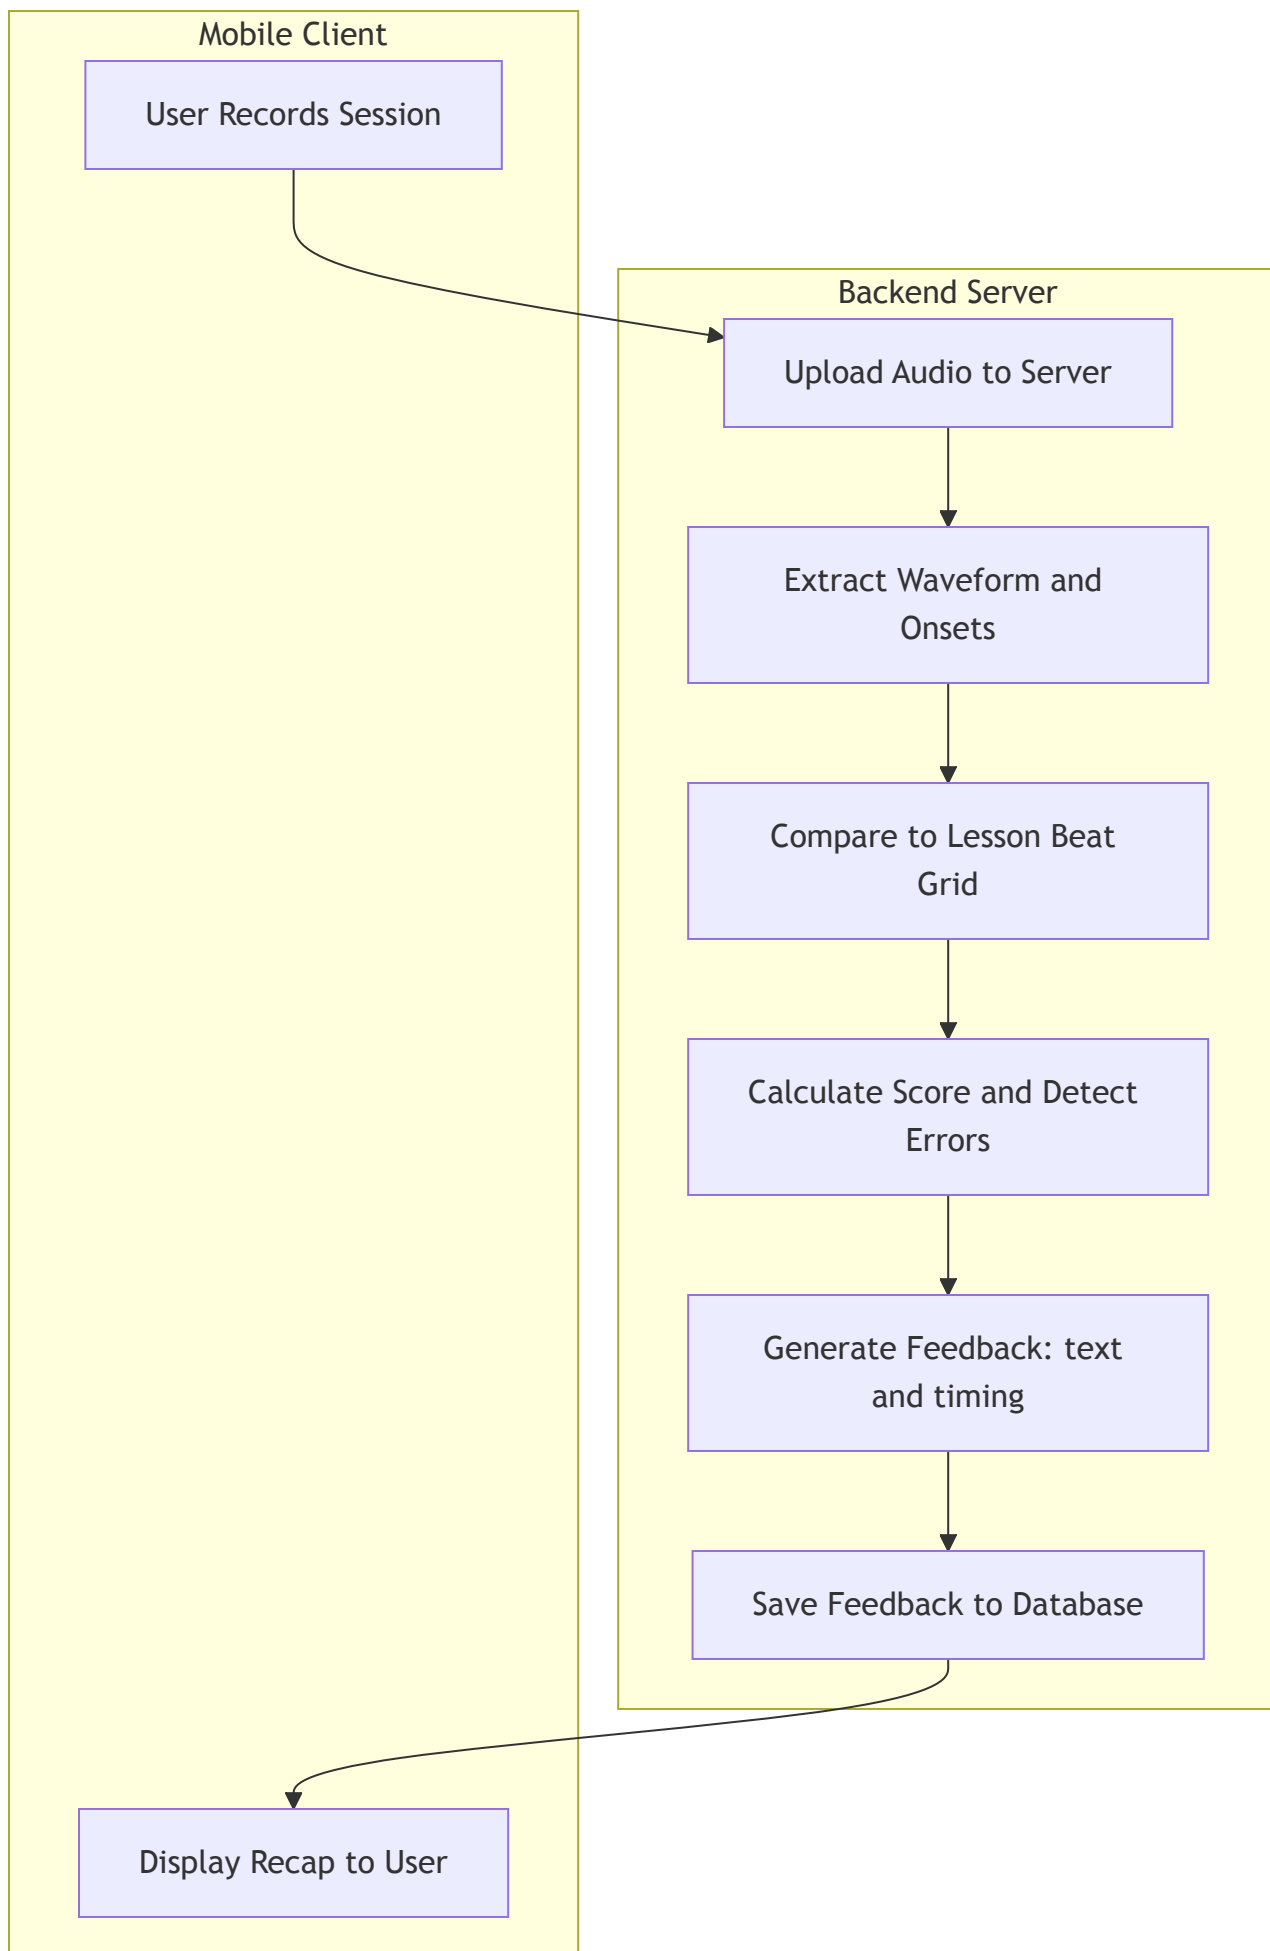 Mobile Client
User Records Session
Backend Server
Upload Audio to Server
Extract Waveform and
Onsets
Compare to Lesson Beat
Grid
Calculate Score and Detect
Errors
Generate Feedback: text
and timing
Save Feedback to Database
Display Recap to User